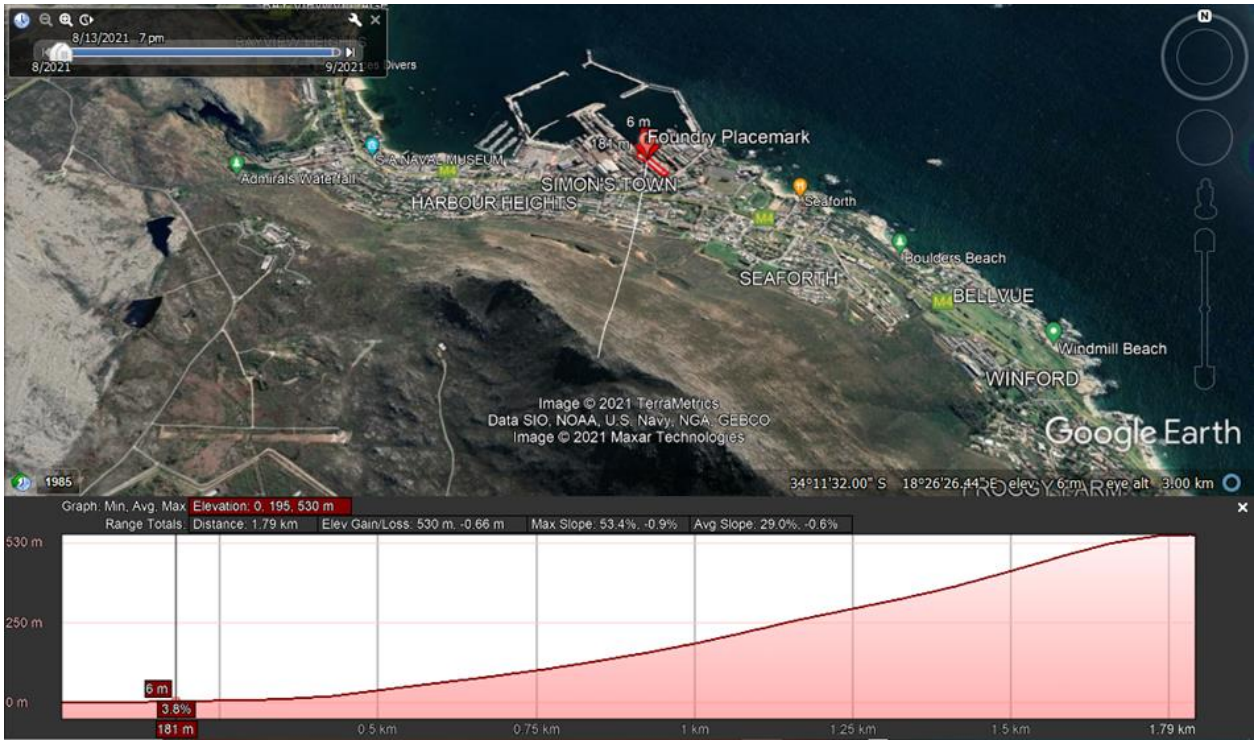 8/13/2021 7 pm
8/2021
9/2021
Divers
N
6 m
181 m
Foundry Placemark
S A NAVAL MUSEUM
M4
Admirals Waterfall
SIMON'S TOWN
HARBOUR HEIGHTS
Seaforth
M4
Boulders Beach
SEAFORTH
M4
BELLVUE
Windmill Beach
WINFORD
Image © 2021 TerraMetrics
Data SIO, NOAA, U.S. Navy, NGA, GEBCO
Image © 2021 Maxar Technologies
Google Earth
1985
34°11'32.00" S 18°26'26.44" E elev 6 m eye alt 3.00 km
FROGGY FARM
Graph: Min, Avg, Max Elevation: 0, 195, 530 m
Range Totals: Distance: 1.79 km Elev Gain/Loss: 530 m, -0.66 m Max Slope: 53.4%, -0.9% Avg Slope: 29.0%, -0.6%
530 m
250 m
0 m
6 m
3.8%
181 m
0.5 km
0.75 km
1 km
1.25 km
1.5 km
1.79 km